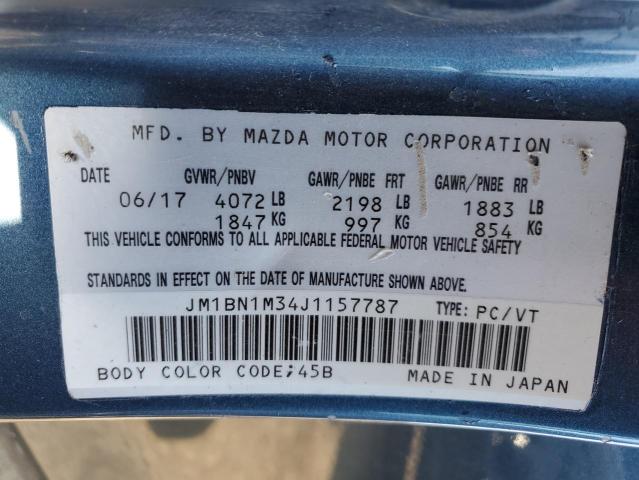 MFD. BY MAZDA MOTOR CORPORATION
DATE GVWR/PNBV GAWR/PNBE FRT GAWR/PNBE RR
06/17 4072 LB 2198 LB 1883 LB
1847 KG 997 KG 854 KG
THIS VEHICLE CONFORMS TO ALL APPLICABLE FEDERAL MOTOR VEHICLE SAFETY
STANDARDS IN EFFECT ON THE DATE OF MANUFACTURE SHOWN ABOVE.
JM1BN1M34J1157787 TYPE: PC/VT
BODY COLOR CODE;45B MADE IN JAPAN